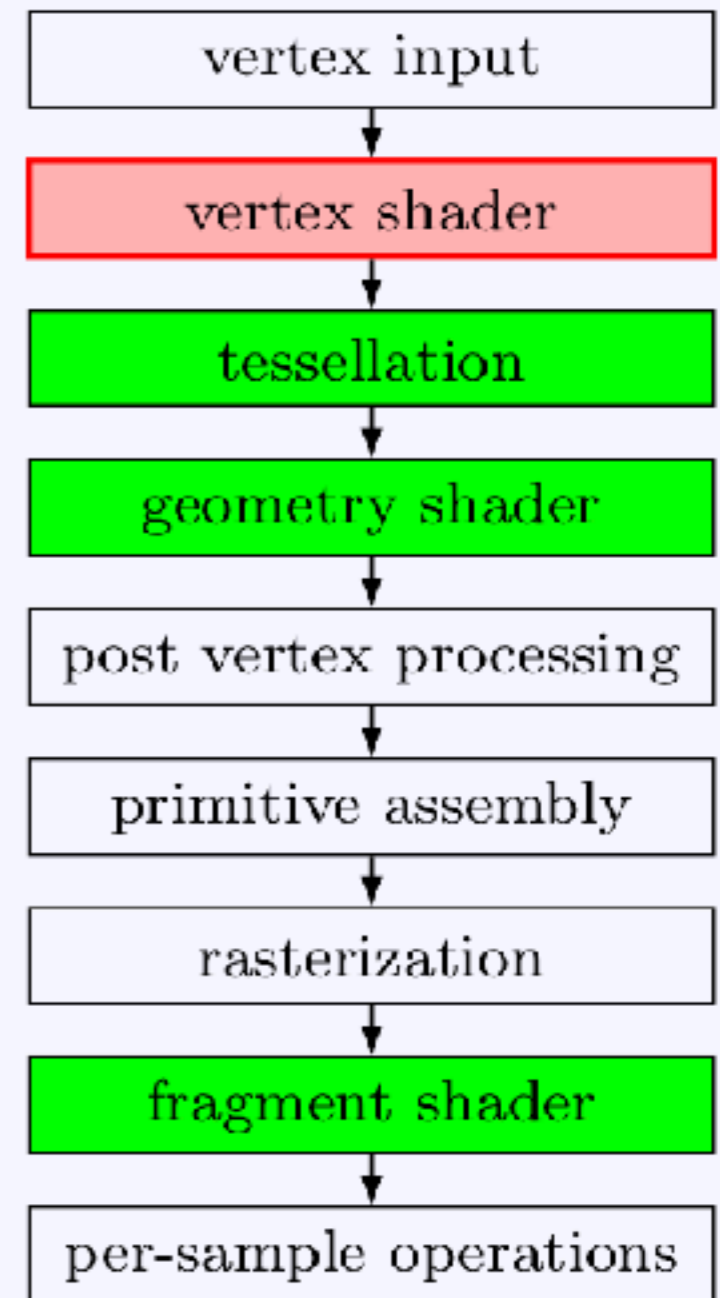 vertex input
vertex shader
tessellation
geometry shader
post vertex processing
primitive assembly
rasterization
fragment shader
per-sample operations